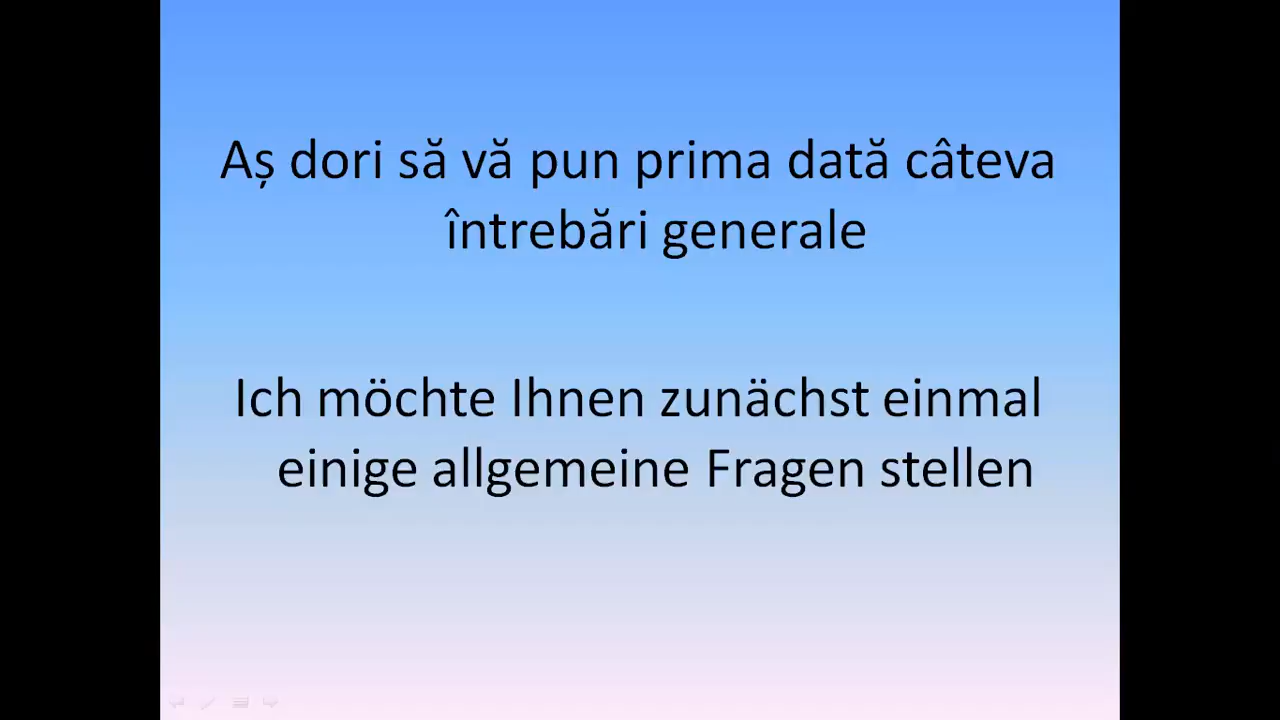 Aș dori să vă pun prima dată câteva
întrebări generale
Ich möchte Ihnen zunächst einmal
einige allgemeine Fragen stellen